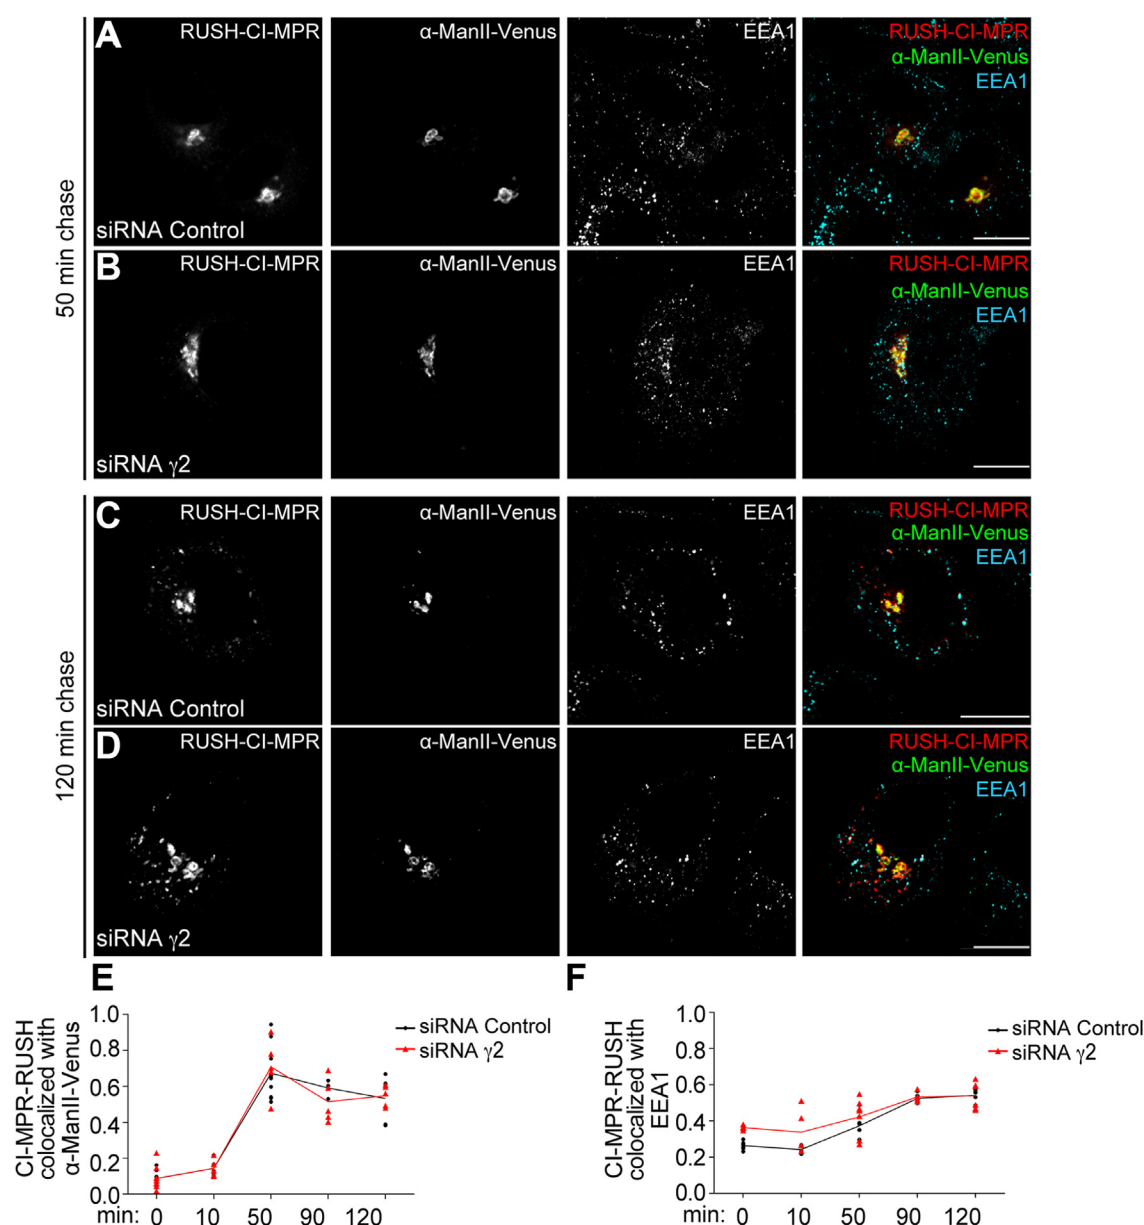 50 min chase
A
RUSH-CI-MPR
siRNA Control
α-ManII-Venus
EEA1
RUSH-CI-MPR
α-ManII-Venus
EEA1
B
RUSH-CI-MPR
siRNA γ2
α-ManII-Venus
EEA1
RUSH-CI-MPR
α-ManII-Venus
EEA1
120 min chase
C
RUSH-CI-MPR
siRNA Control
α-ManII-Venus
EEA1
RUSH-CI-MPR
α-ManII-Venus
EEA1
D
RUSH-CI-MPR
siRNA γ2
α-ManII-Venus
EEA1
RUSH-CI-MPR
α-ManII-Venus
EEA1
E
CI-MPR-RUSH
colocalized with
α-ManII-Venus
1.0
0.8
0.6
0.4
0.2
0.0
min: 0 10 50 90 120
siRNA Control
siRNA γ2
F
CI-MPR-RUSH
colocalized with
EEA1
1.0
0.8
0.6
0.4
0.2
0.0
min: 0 10 50 90 120
siRNA Control
siRNA γ2